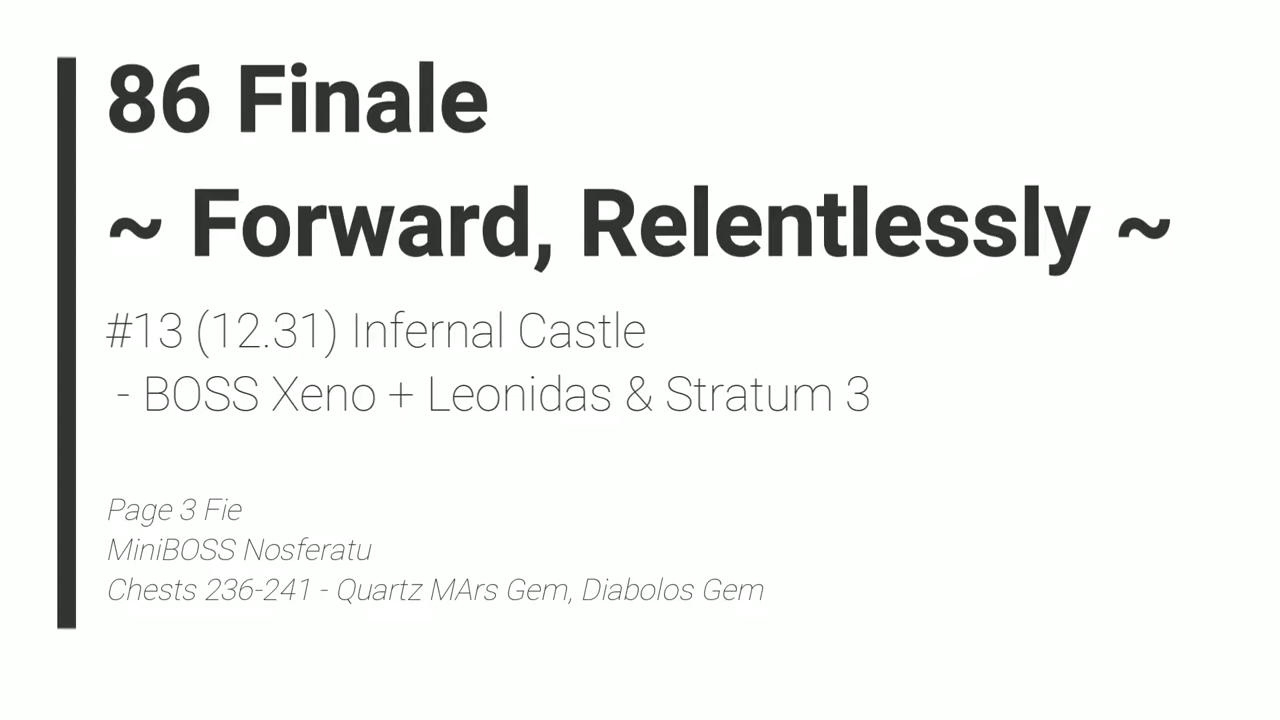 86 Finale
~ Forward, Relentlessly ~
#13 (12.31) Infernal Castle
- BOSS Xeno + Leonidas & Stratum 3
Page 3 Fie
MiniBOSS Nosferatu
Chests 236-241 - Quartz MArs Gem, Diabolos Gem